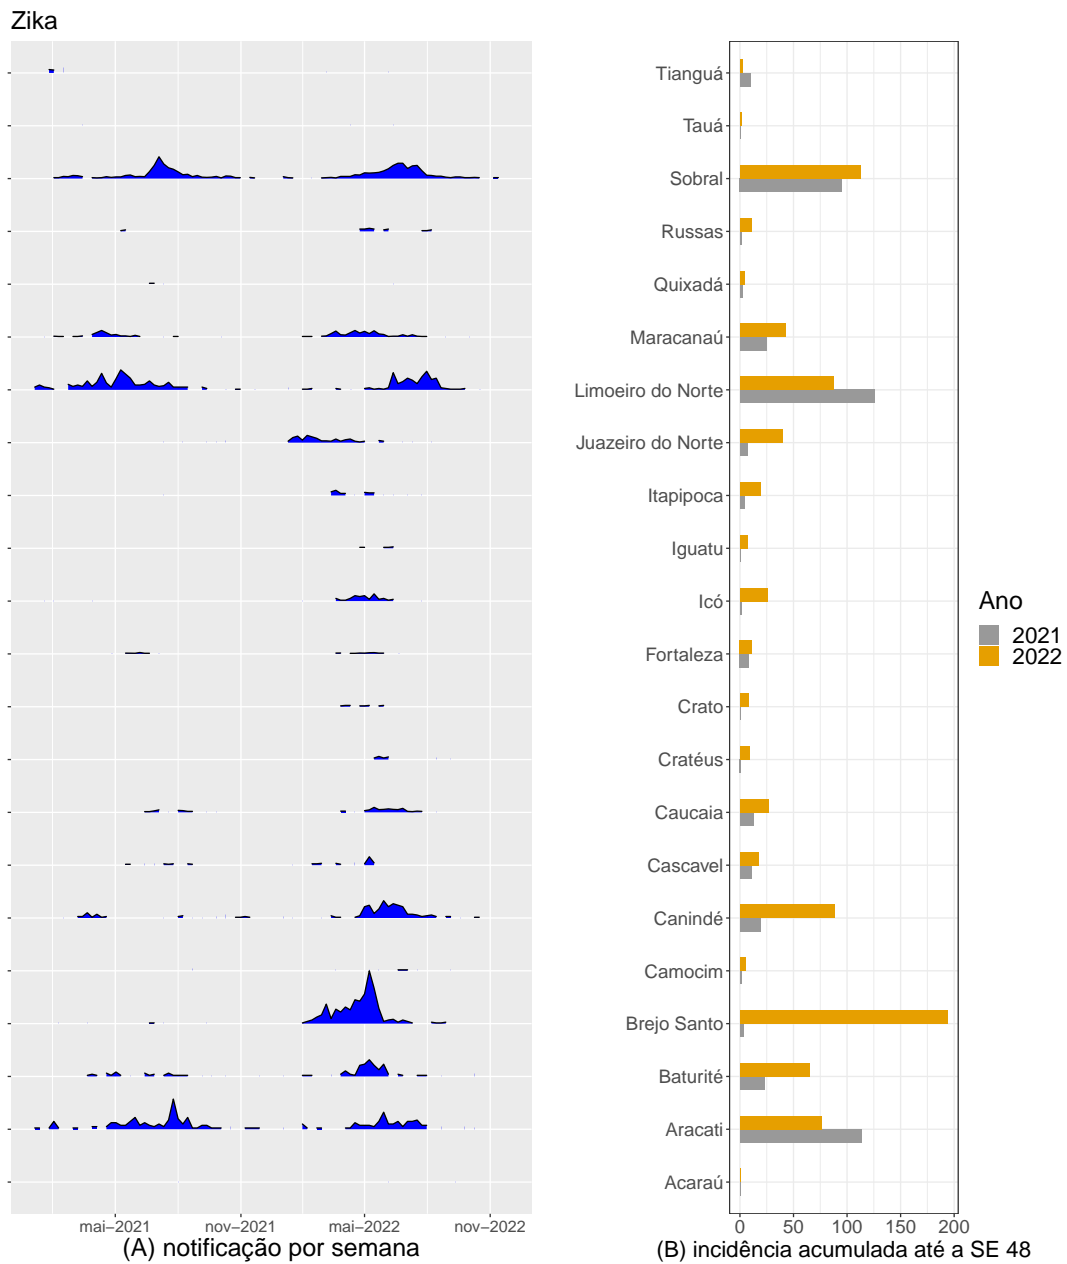 Zika
Tianguá
Tauá
Sobral
Russas
Quixadá
Maracanaú
Limoeiro do Norte
Juazeiro do Norte
Itapipoca
Iguatu
Icó
Fortaleza
Crato
Cratéus
Caucaia
Cascavel
Canindé
Camocim
Brejo Santo
Baturité
Aracati
Acaraú
Ano
2021
2022
mai−2021 nov−2021 mai−2022 nov−2022
(A) notificação por semana
0 50 100 150 200
(B) incidência acumulada até a SE 48